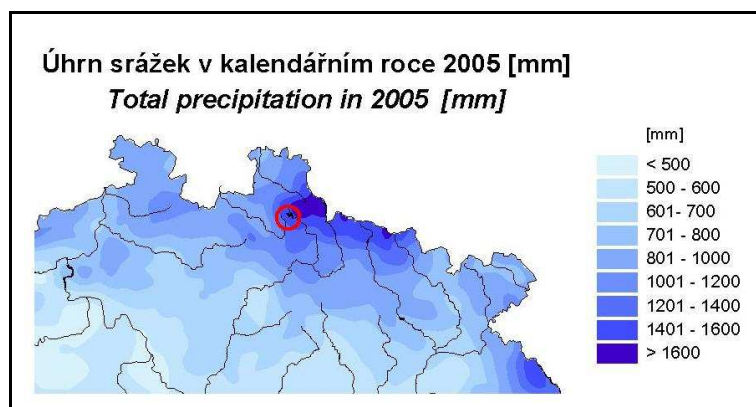 Úhrn srážek v kalendářním roce 2005 [mm]
Total precipitation in 2005 [mm]
[mm]
< 500
500 - 600
601- 700
701 - 800
801 - 1000
1001 - 1200
1201 - 1400
1401 - 1600
> 1600